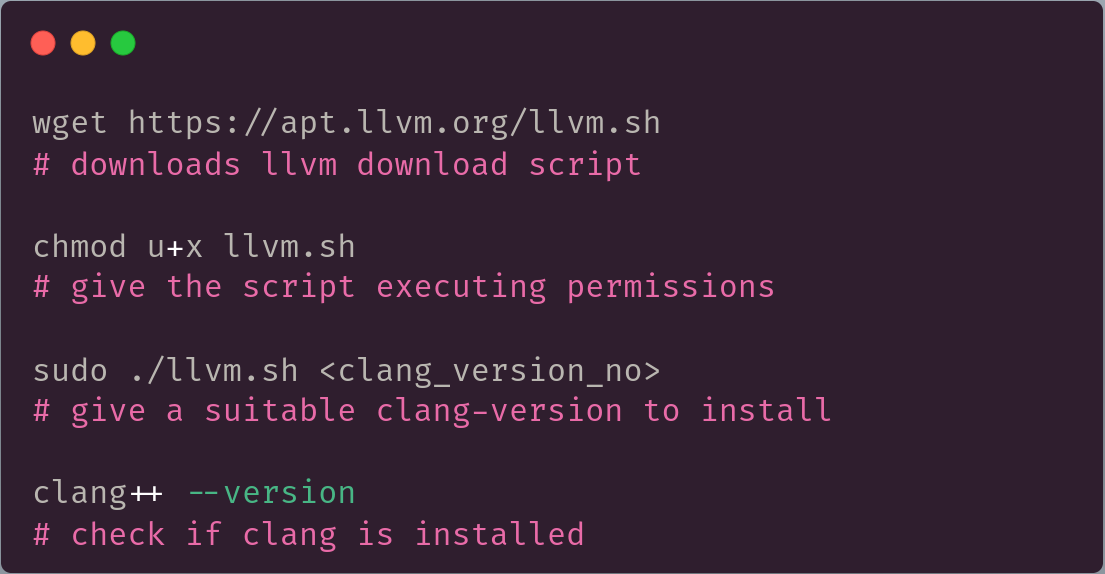 wget https://apt.llvm.org/llvm.sh
# downloads llvm download script
chmod u+x llvm.sh
# give the script executing permissions
sudo ./llvm.sh <clang_version_no>
# give a suitable clang-version to install
clang++ --version
# check if clang is installed